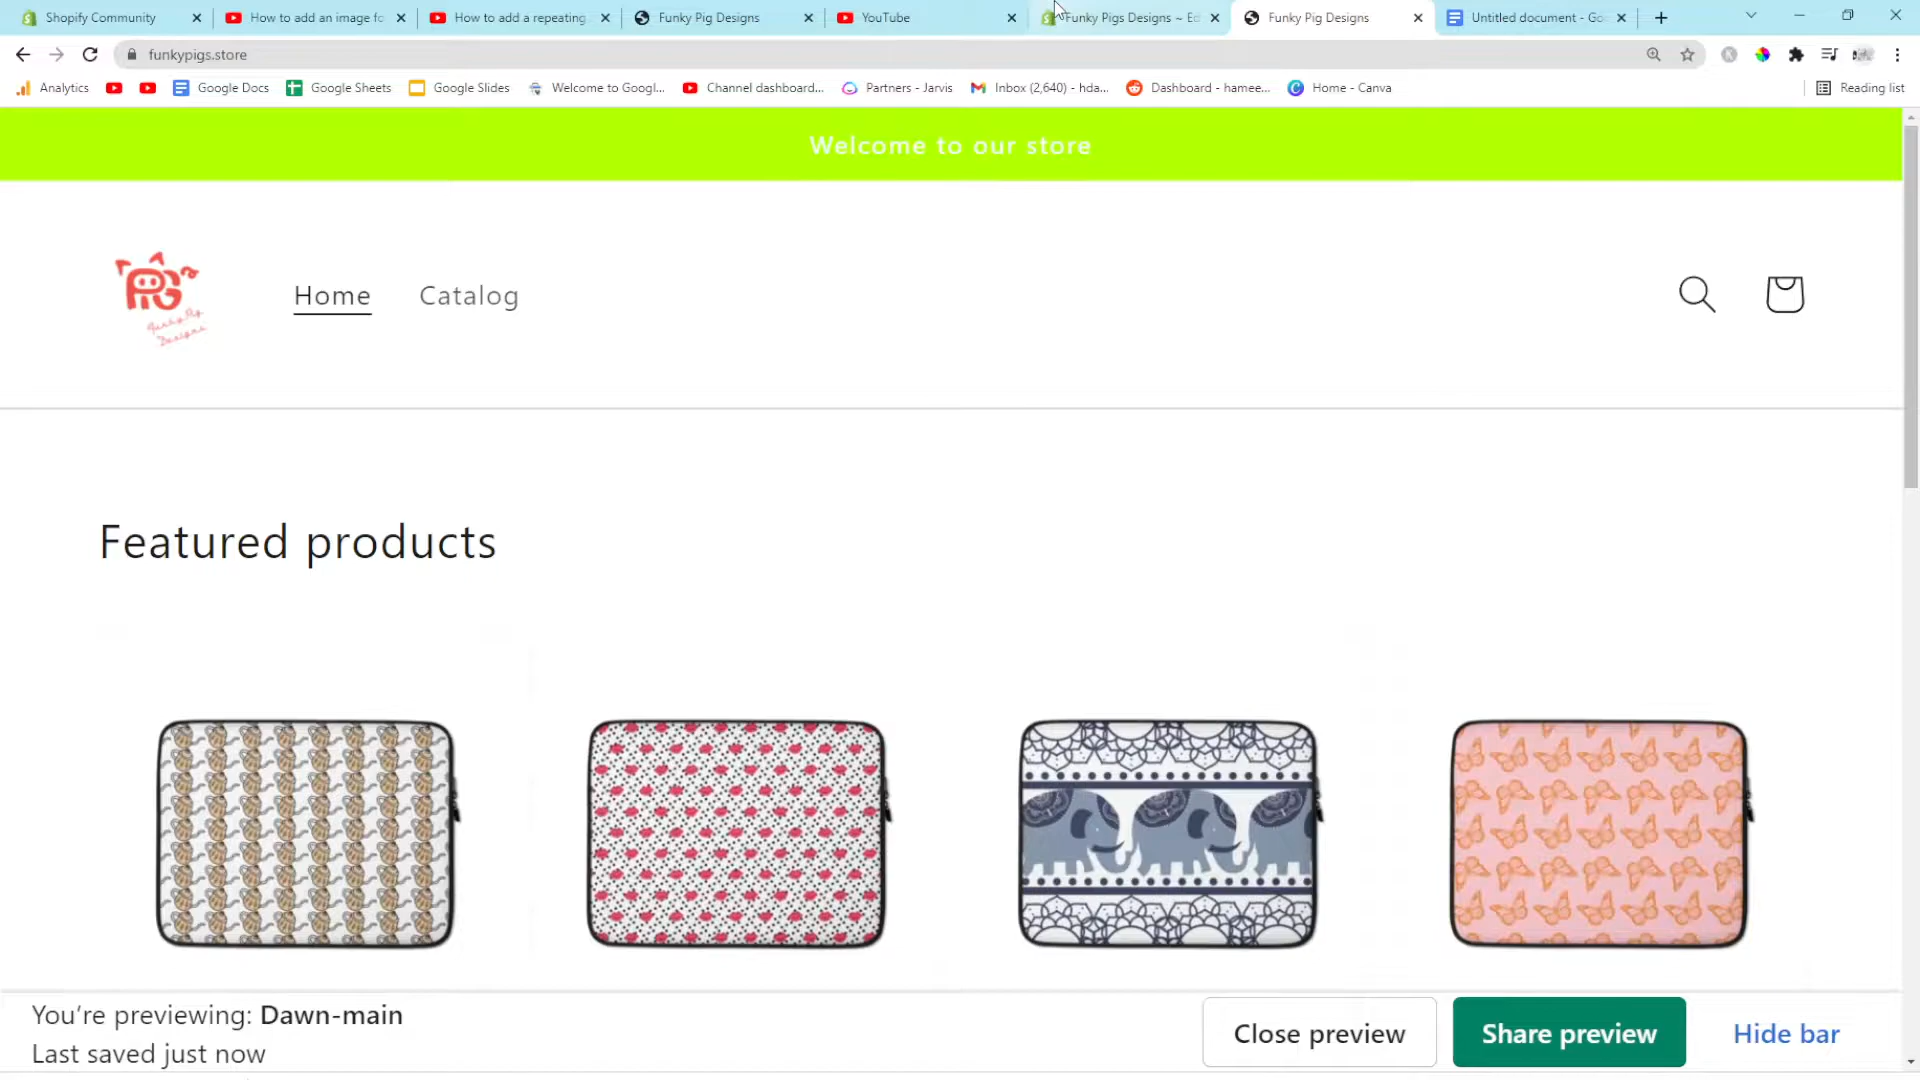 Shopify Community
How to add an image fo
How to add a repeating
Funky Pig Designs
YouTube
Funky Pigs Designs ~ Ed
Funky Pig Designs
Untitled document - Go
funkypigs.store
Analytics
Google Docs
Google Sheets
Google Slides
Welcome to Googl...
Channel dashboard...
Partners - Jarvis
Inbox (2,640) - hda...
Dashboard - hamee...
Home - Canva
Reading list
Welcome to our store
Funky Pig
Designs
Home
Catalog
Featured products
You're previewing: Dawn-main
Last saved just now
Close preview
Share preview
Hide bar